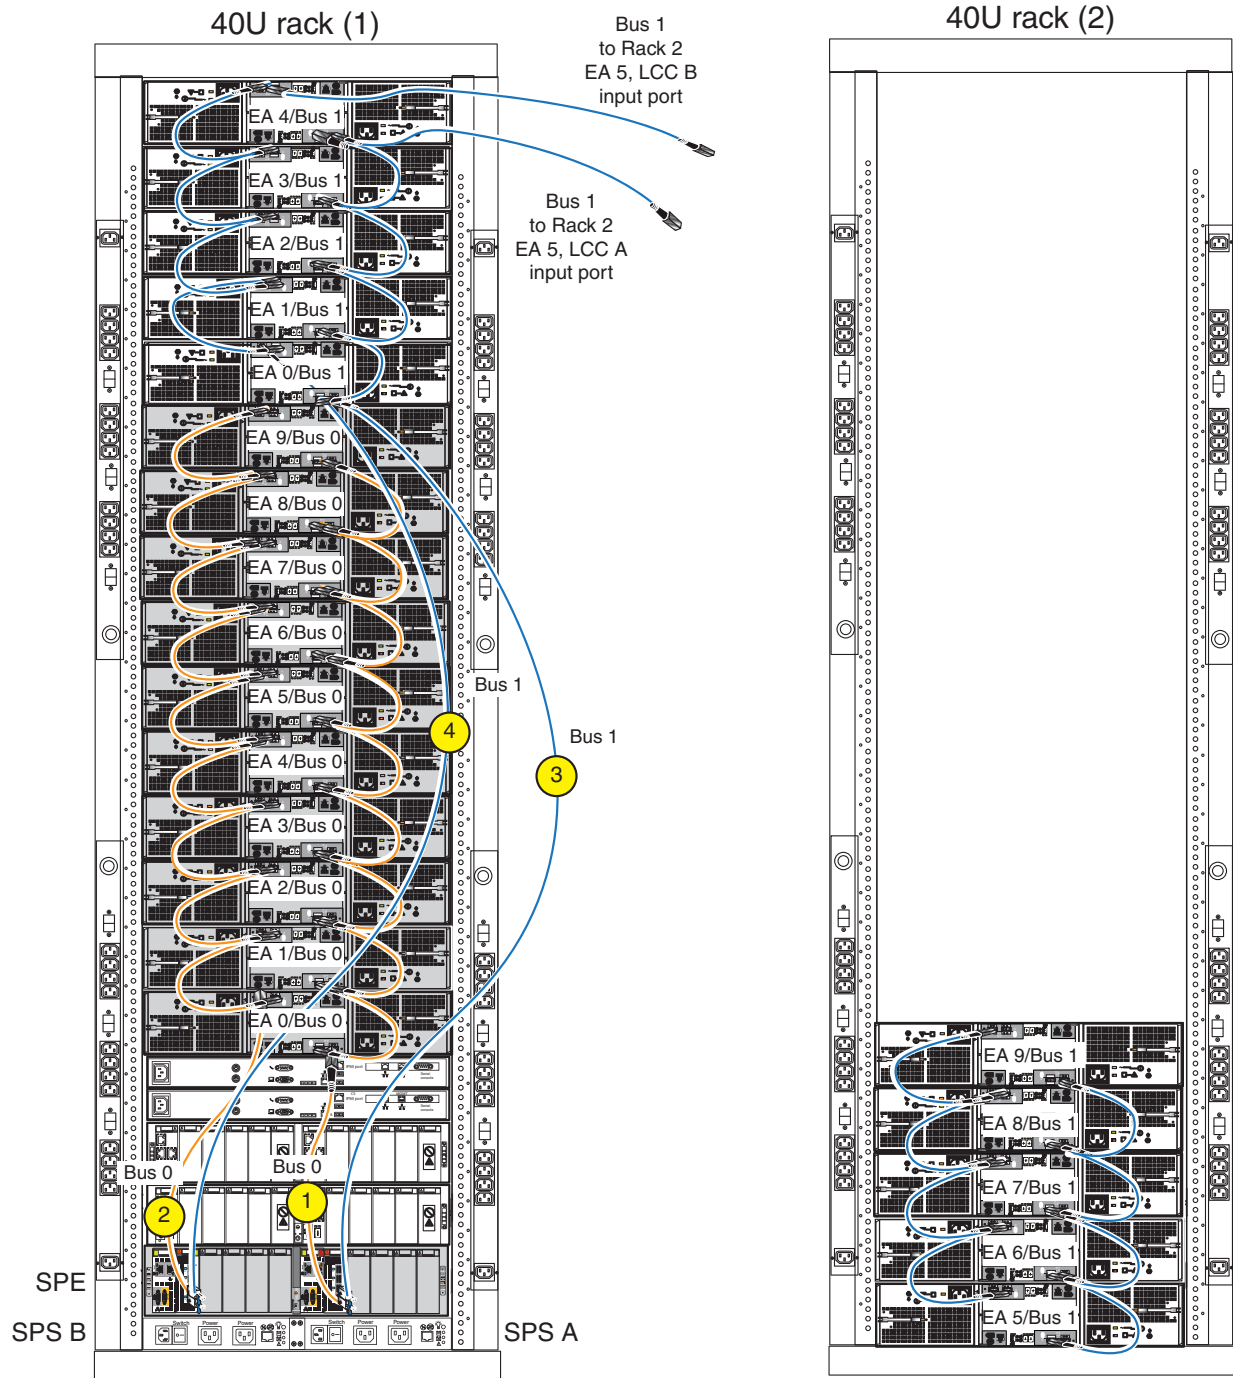 40U rack (1)
40U rack (2)
Bus 1
to Rack 2
EA 5, LCC B
input port
Bus 1
to Rack 2
EA 5, LCC A
input port
EA 4/Bus 1
EA 3/Bus 1
EA 2/Bus 1
EA 1/Bus 1
EA 0/Bus 1
EA 9/Bus 0
EA 8/Bus 0
EA 7/Bus 0
EA 6/Bus 0
EA 5/Bus 0
EA 4/Bus 0
EA 3/Bus 0
EA 2/Bus 0
EA 1/Bus 0
EA 0/Bus 0
Bus 1
4
Bus 1
3
Bus 0
2
Bus 0
1
SPE
SPS B
SPS A
Switch
Power
Power
Switch
Power
Power
EA 9/Bus 1
EA 8/Bus 1
EA 7/Bus 1
EA 6/Bus 1
EA 5/Bus 1